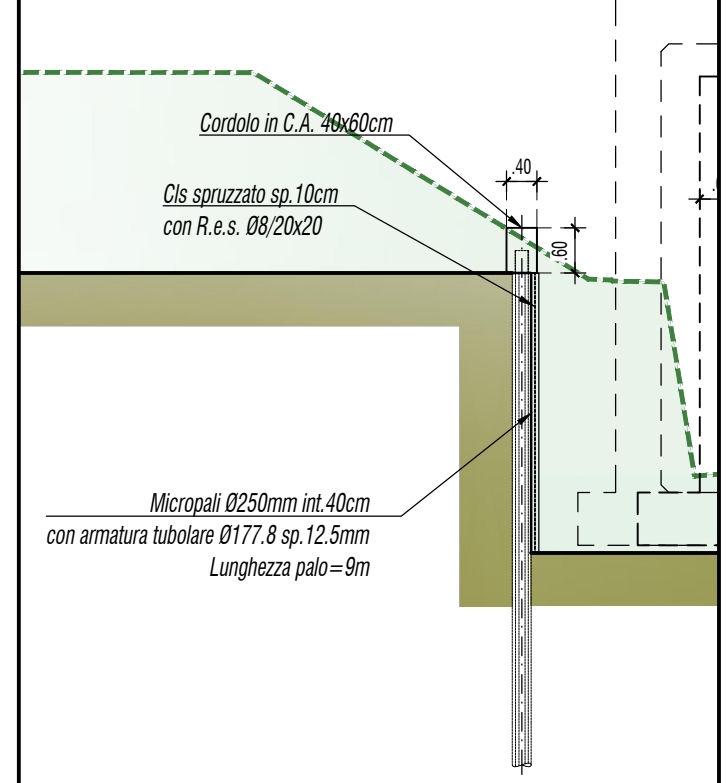 Cordolo in C.A. 40x60cm
.40
Cls spruzzato sp.10cm
con R.e.s. Ø8/20x20
.60
Micropali Ø250mm int.40cm
con armatura tubolare Ø177.8 sp.12.5mm
Lunghezza palo=9m